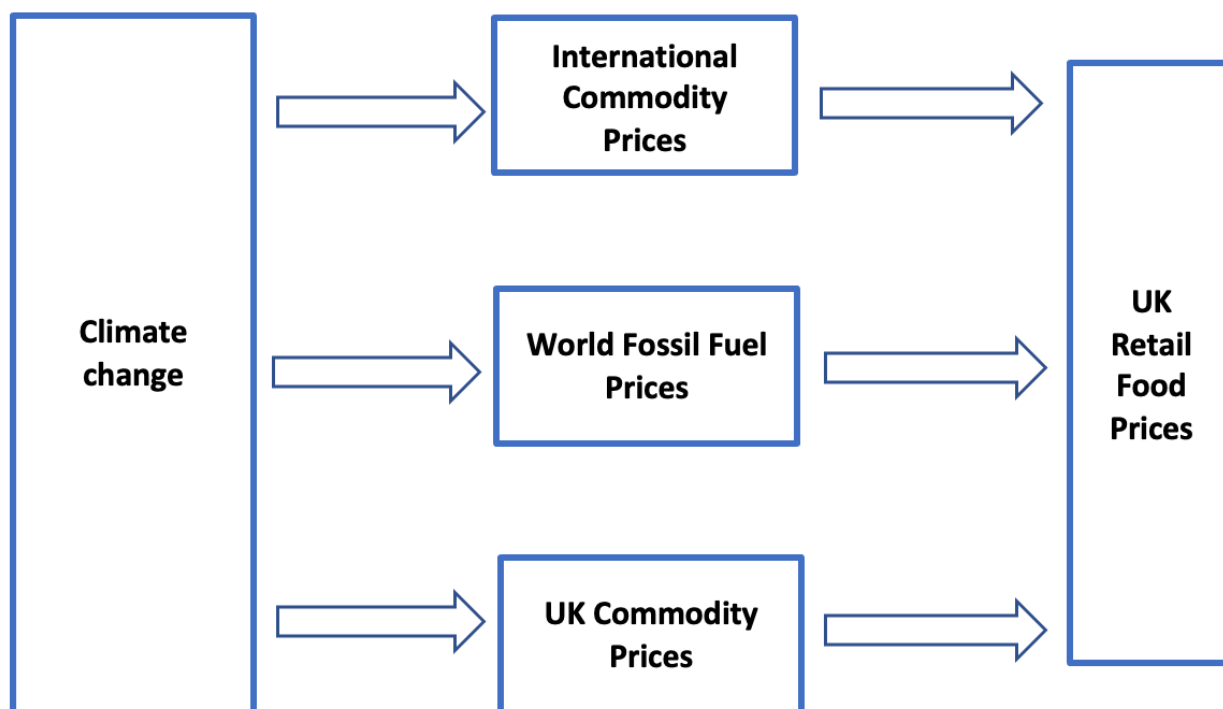 Climate
change
International
Commodity
Prices
World Fossil Fuel
Prices
UK Commodity
Prices
UK
Retail
Food
Prices